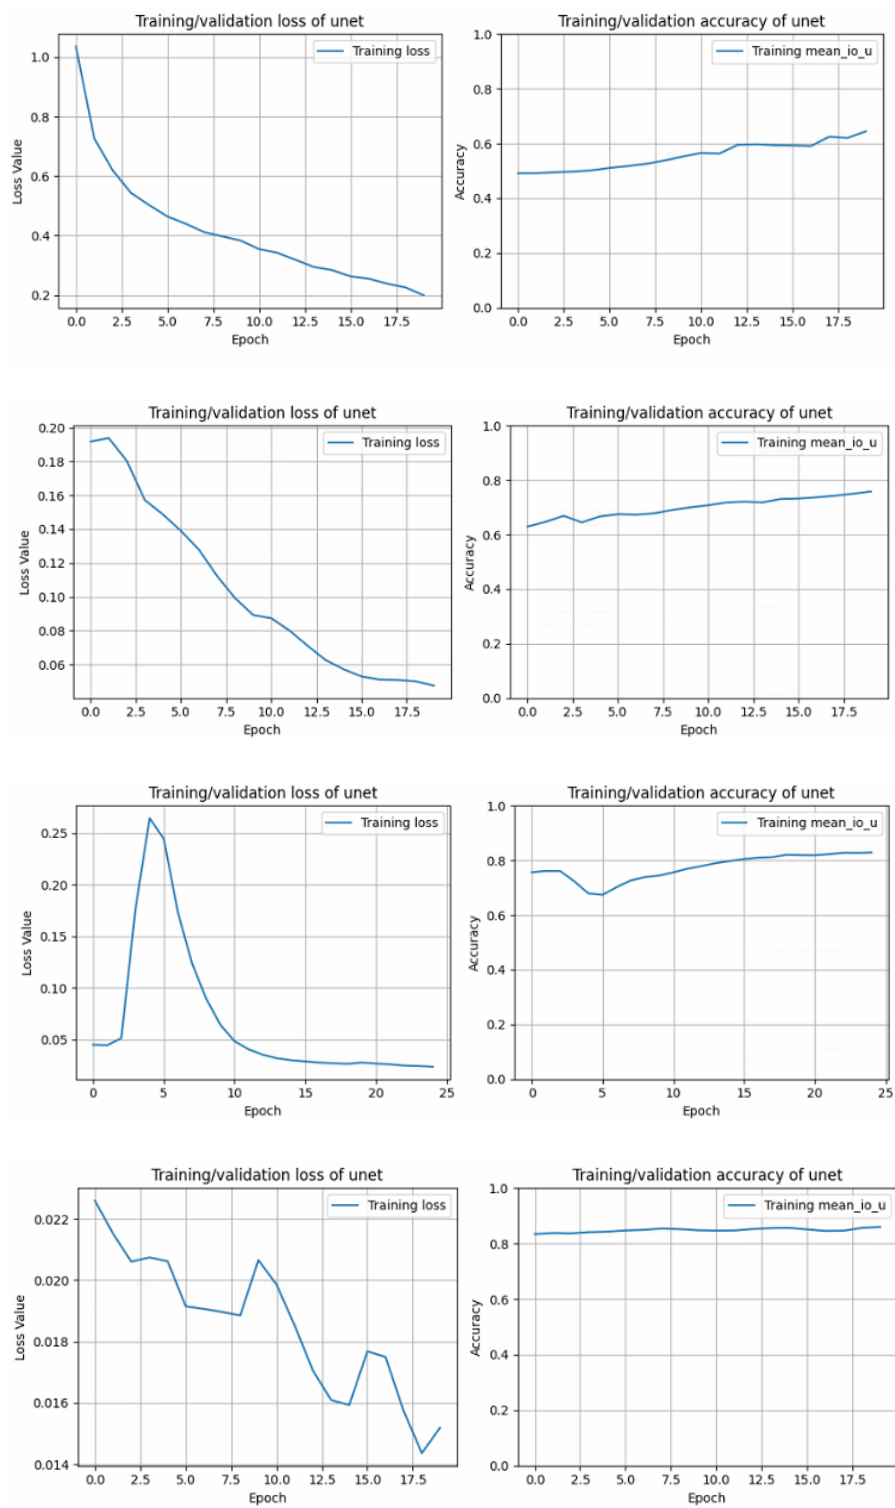 Training/validation loss of unet
Training loss
1.0
0.8
0.6
0.4
0.2
Loss Value
0.0 2.5 5.0 7.5 10.0 12.5 15.0 17.5
Epoch
Training/validation accuracy of unet
Training mean_io_u
1.0
0.8
0.6
0.4
0.2
0.0
Accuracy
0.0 2.5 5.0 7.5 10.0 12.5 15.0 17.5
Epoch
Training/validation loss of unet
Training loss
0.20
0.18
0.16
0.14
0.12
0.10
0.08
0.06
Loss Value
0.0 2.5 5.0 7.5 10.0 12.5 15.0 17.5
Epoch
Training/validation accuracy of unet
Training mean_io_u
1.0
0.8
0.6
0.4
0.2
0.0
Accuracy
0.0 2.5 5.0 7.5 10.0 12.5 15.0 17.5
Epoch
Training/validation loss of unet
Training loss
0.25
0.20
0.15
0.10
0.05
Loss Value
0 5 10 15 20 25
Epoch
Training/validation accuracy of unet
Training mean_io_u
1.0
0.8
0.6
0.4
0.2
0.0
Accuracy
0 5 10 15 20 25
Epoch
Training/validation loss of unet
Training loss
0.022
0.020
0.018
0.016
0.014
Loss Value
0.0 2.5 5.0 7.5 10.0 12.5 15.0 17.5
Epoch
Training/validation accuracy of unet
Training mean_io_u
1.0
0.8
0.6
0.4
0.2
0.0
Accuracy
0.0 2.5 5.0 7.5 10.0 12.5 15.0 17.5
Epoch